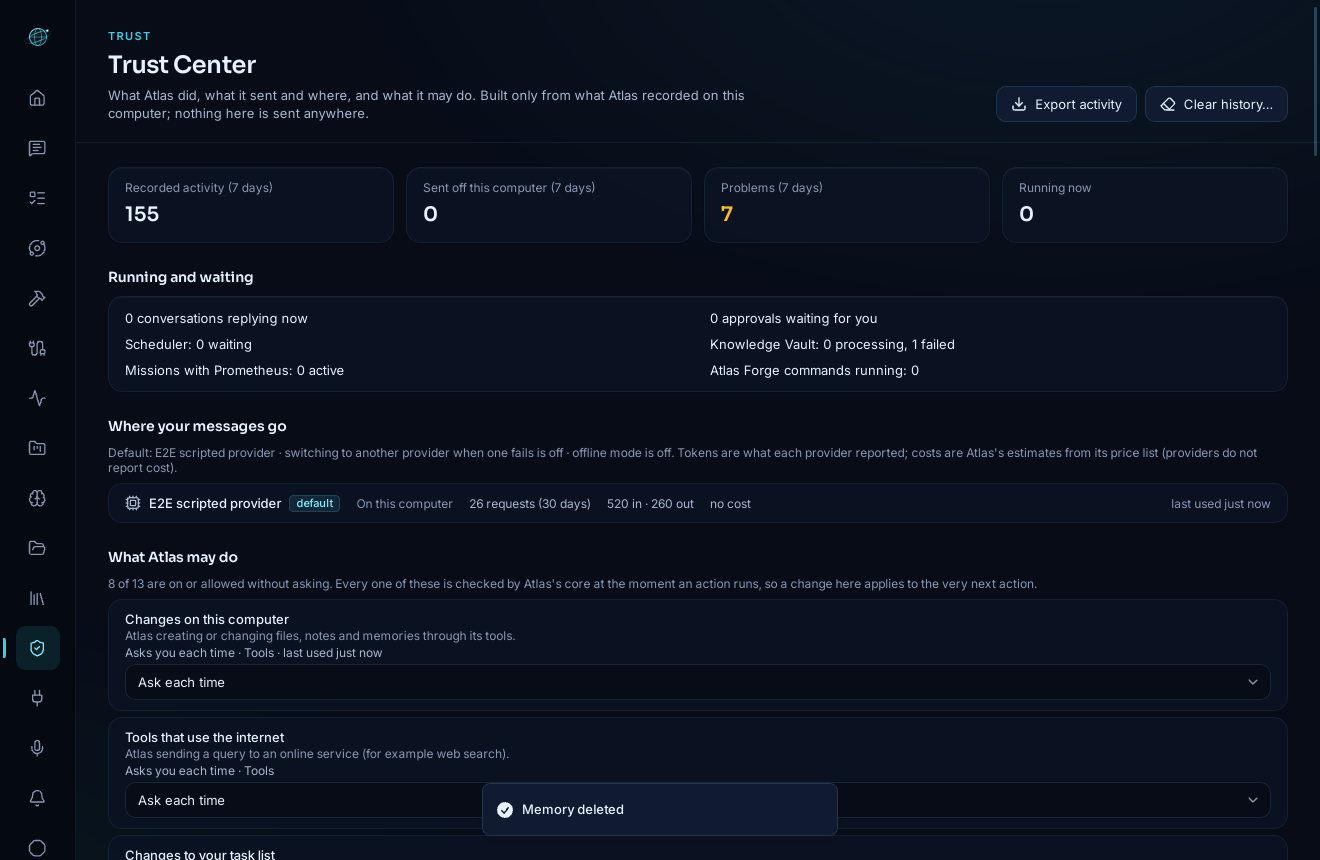 TRUST
Trust Center
What Atlas did, what it sent and where, and what it may do. Built only from what Atlas recorded on this
computer; nothing here is sent anywhere.
Export activity
Clear history...
Recorded activity (7 days)
155
Sent off this computer (7 days)
0
Problems (7 days)
7
Running now
0
Running and waiting
0 conversations replying now
0 approvals waiting for you
Scheduler: 0 waiting
Knowledge Vault: 0 processing, 1 failed
Missions with Prometheus: 0 active
Atlas Forge commands running: 0
Where your messages go
Default: E2E scripted provider · switching to another provider when one fails is off · offline mode is off. Tokens are what each provider reported; costs are Atlas's estimates from its price list (providers do not
report cost).
E2E scripted provider default On this computer 26 requests (30 days) 520 in · 260 out no cost last used just now
What Atlas may do
8 of 13 are on or allowed without asking. Every one of these is checked by Atlas's core at the moment an action runs, so a change here applies to the very next action.
Changes on this computer
Atlas creating or changing files, notes and memories through its tools.
Asks you each time · Tools · last used just now
Ask each time
Tools that use the internet
Atlas sending a query to an online service (for example web search).
Asks you each time · Tools
Ask each time
Memory deleted
Changes to your task list